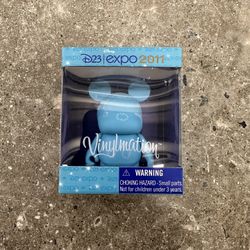 D23 | expo 2011
Vinylmation
WARNING
CHOKING HAZARD - Small parts
Not for children under 3 years.